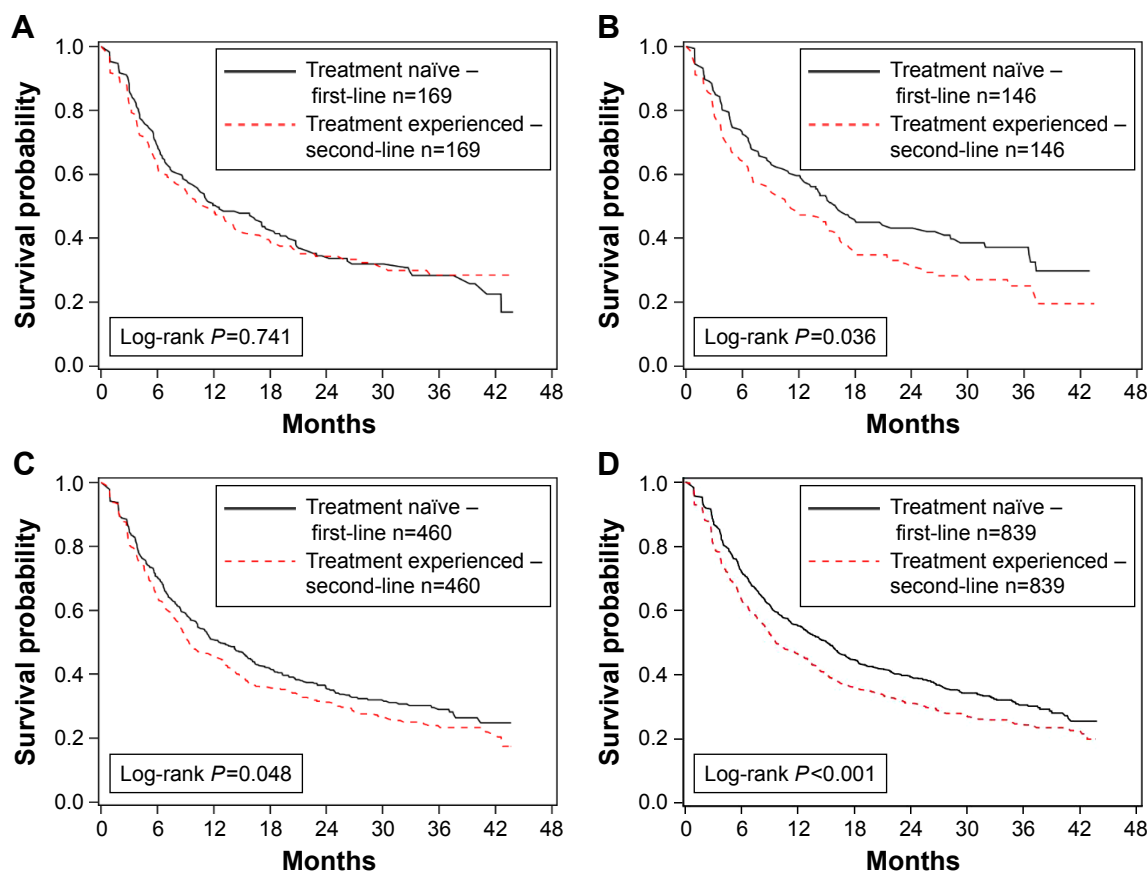 A
Survival probability
1.0
0.8
0.6
0.4
0.2
0.0
Treatment naïve –
first-line n=169
Treatment experienced –
second-line n=169
Log-rank P=0.741
0 6 12 18 24 30 36 42 48
Months
B
Survival probability
1.0
0.8
0.6
0.4
0.2
0.0
Treatment naïve –
first-line n=146
Treatment experienced –
second-line n=146
Log-rank P=0.036
0 6 12 18 24 30 36 42 48
Months
C
Survival probability
1.0
0.8
0.6
0.4
0.2
0.0
Treatment naïve –
first-line n=460
Treatment experienced –
second-line n=460
Log-rank P=0.048
0 6 12 18 24 30 36 42 48
Months
D
Survival probability
1.0
0.8
0.6
0.4
0.2
0.0
Treatment naïve –
first-line n=839
Treatment experienced –
second-line n=839
Log-rank P<0.001
0 6 12 18 24 30 36 42 48
Months